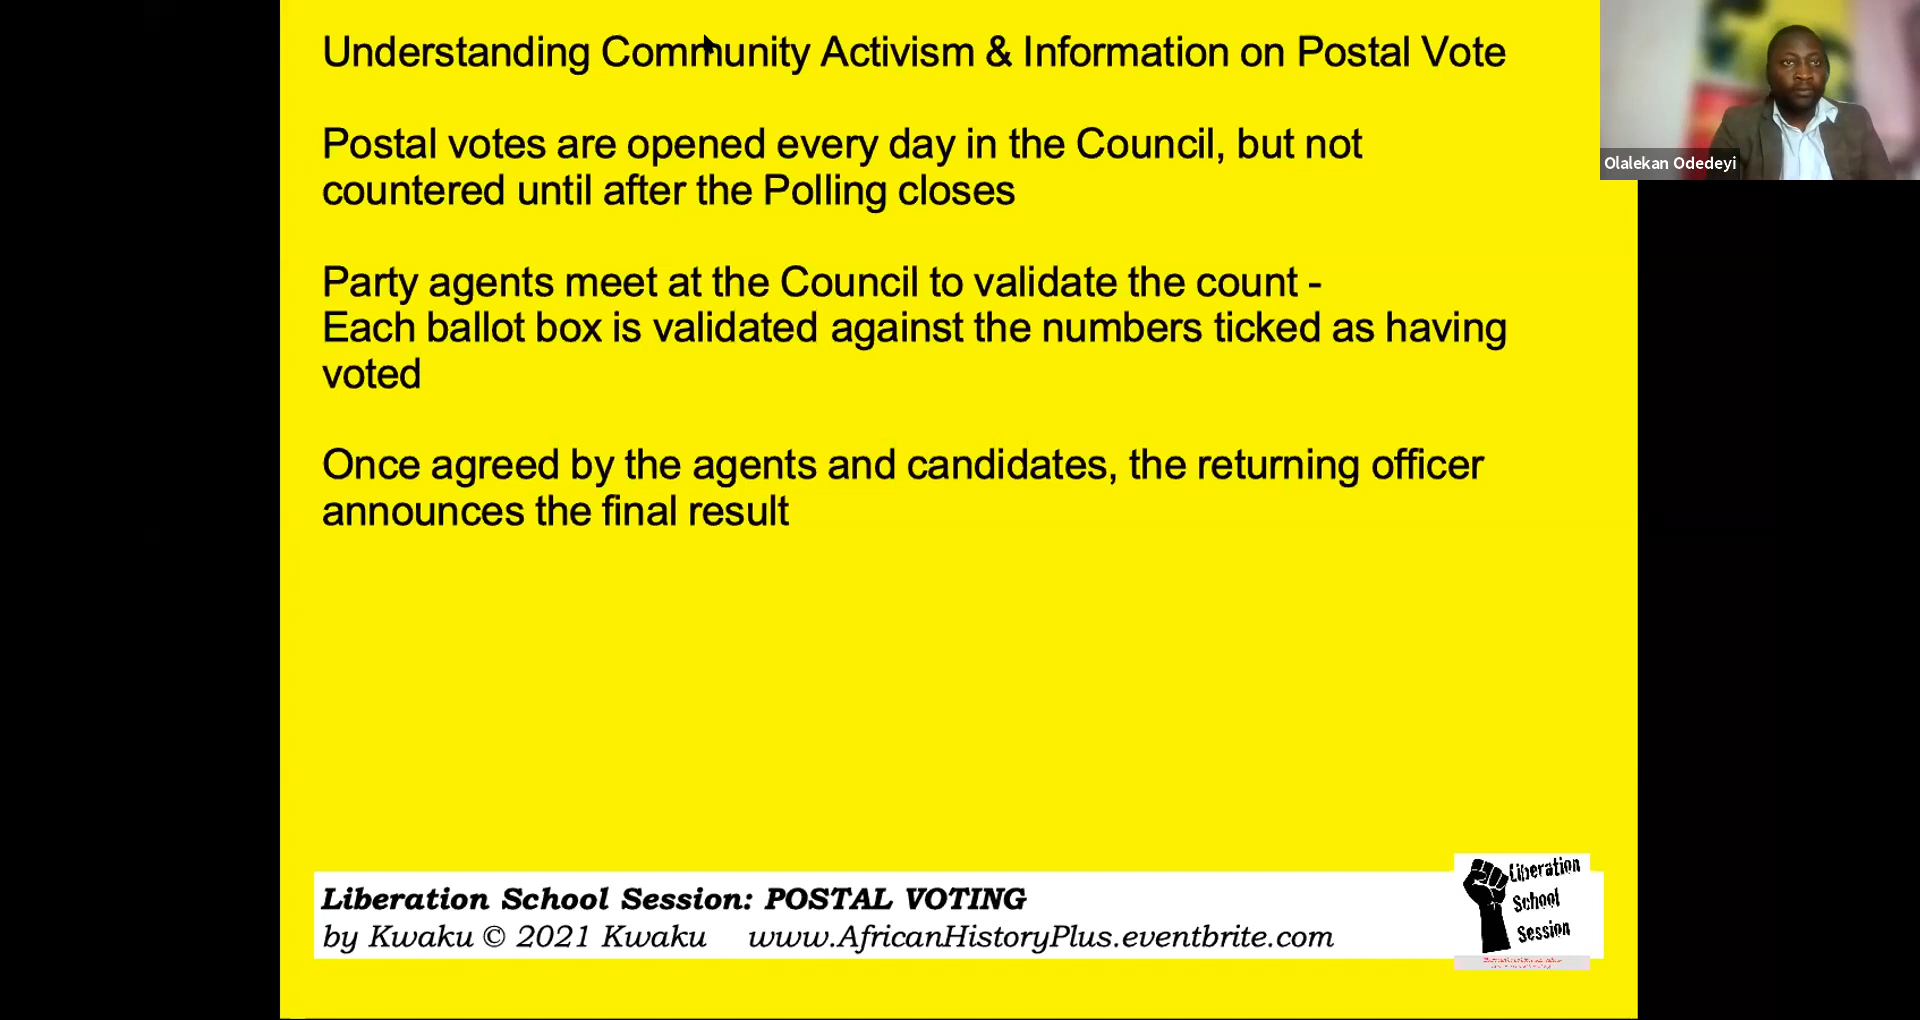 Understanding Community Activism & Information on Postal Vote
Postal votes are opened every day in the Council, but not
countered until after the Polling closes
Party agents meet at the Council to validate the count -
Each ballot box is validated against the numbers ticked as having
voted
Once agreed by the agents and candidates, the returning officer
announces the final result
Olalekan Odedeyi
Liberation School Session: POSTAL VOTING
by Kwaku © 2021 Kwaku www.AfricanHistoryPlus.eventbrite.com
Liberation
School
Session